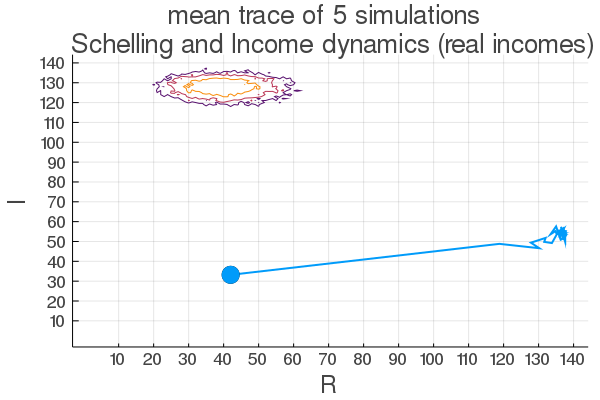 mean trace of 5 simulations
Schelling and Income dynamics (real incomes)
140
130
120
110
100
90
80
70
60
50
40
30
20
10
I
10 20 30 40 50 60 70 80 90 100 110 120 130 140
R